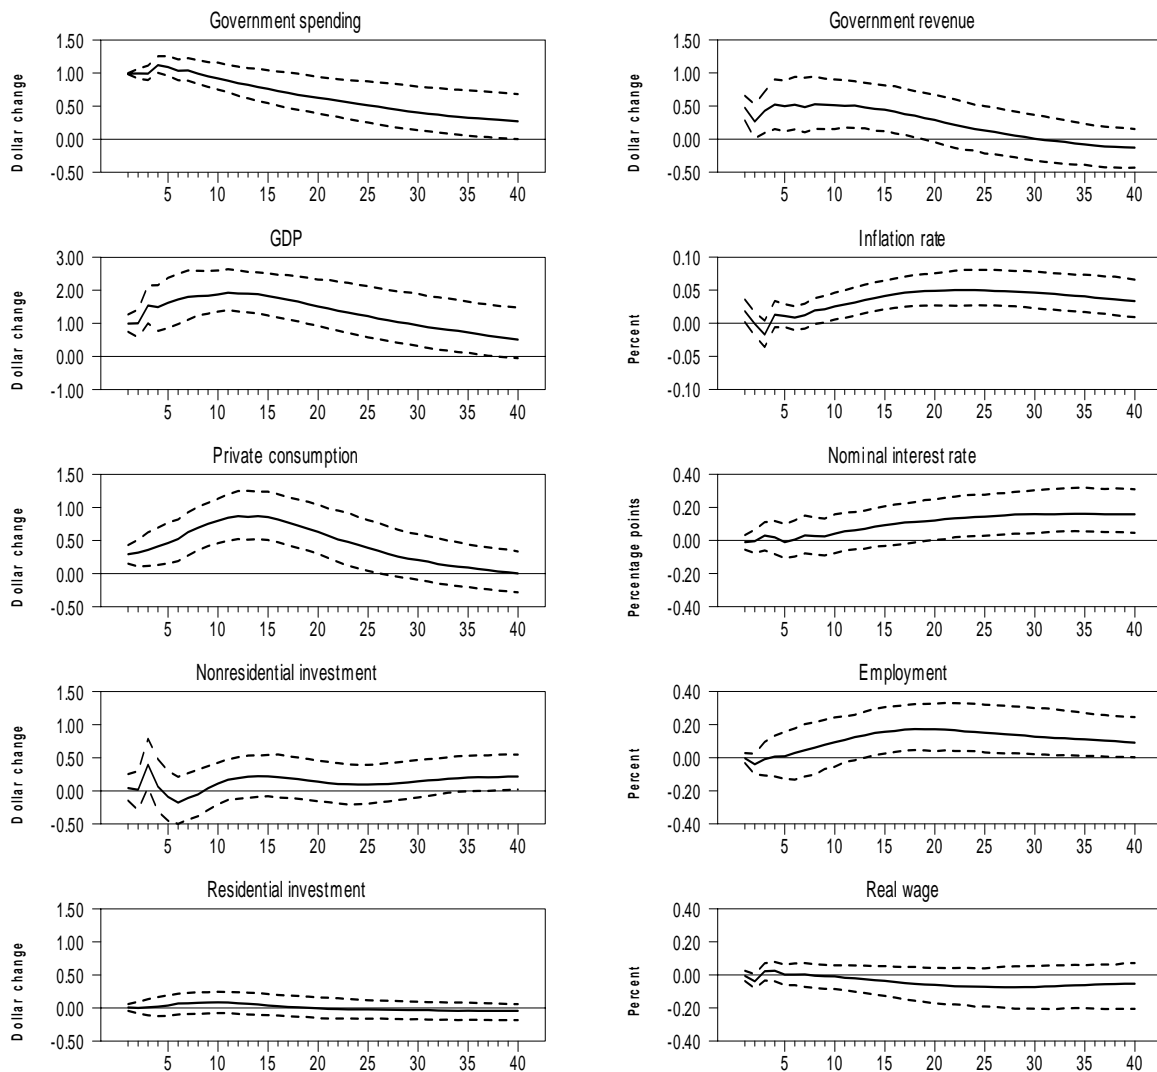 Government spending
Dollar change
1.50
1.00
0.50
0.00
-0.50
5 10 15 20 25 30 35 40
Government revenue
Dollar change
1.50
1.00
0.50
0.00
-0.50
5 10 15 20 25 30 35 40
GDP
Dollar change
3.00
2.00
1.00
0.00
-1.00
5 10 15 20 25 30 35 40
Inflation rate
Percent
0.10
0.05
0.00
-0.05
-0.10
5 10 15 20 25 30 35 40
Private consumption
Dollar change
1.50
1.00
0.50
0.00
-0.50
5 10 15 20 25 30 35 40
Nominal interest rate
Percentage points
0.40
0.20
0.00
-0.20
-0.40
5 10 15 20 25 30 35 40
Nonresidential investment
Dollar change
1.50
1.00
0.50
0.00
-0.50
5 10 15 20 25 30 35 40
Employment
Percent
0.40
0.20
0.00
-0.20
-0.40
5 10 15 20 25 30 35 40
Residential investment
Dollar change
1.50
1.00
0.50
0.00
-0.50
5 10 15 20 25 30 35 40
Real wage
Percent
0.40
0.20
0.00
-0.20
-0.40
5 10 15 20 25 30 35 40